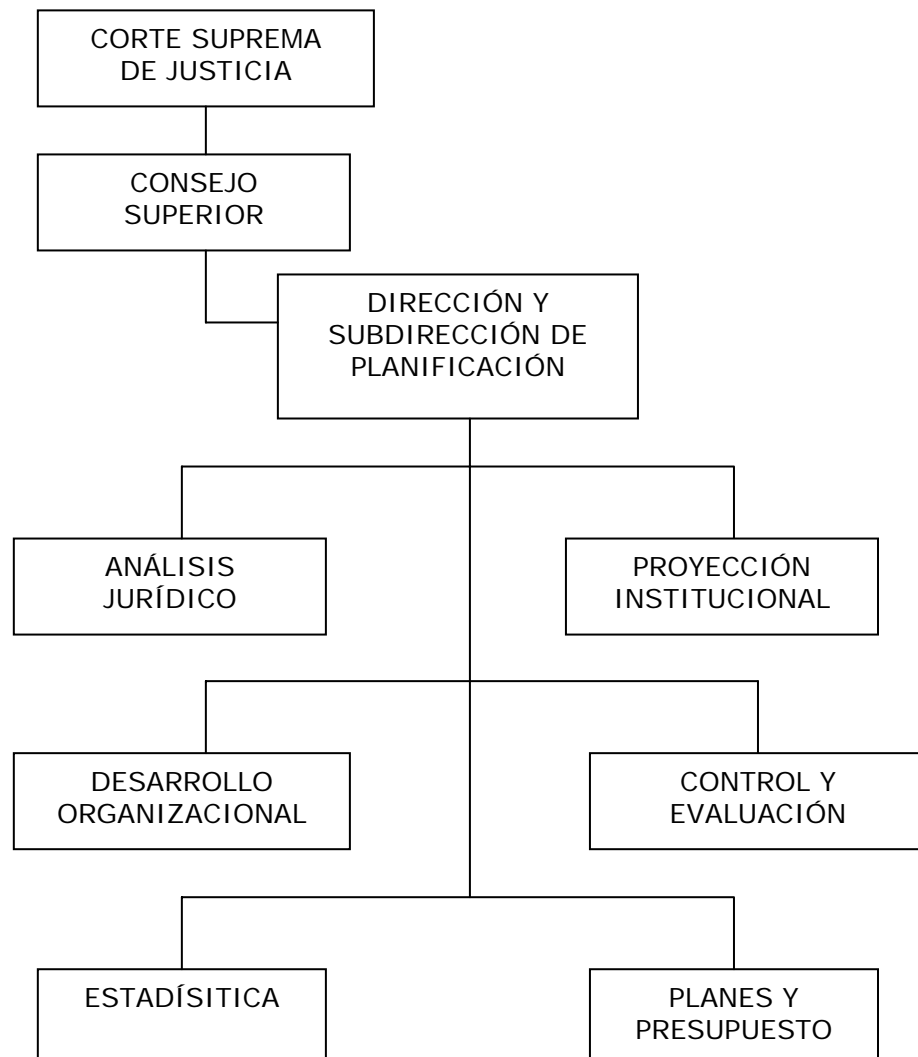 CORTE SUPREMA
DE JUSTICIA
CONSEJO
SUPERIOR
DIRECCIÓN Y
SUBDIRECCIÓN DE
PLANIFICACIÓN
ANÁLISIS
JURÍDICO
PROYECCIÓN
INSTITUCIONAL
DESARROLLO
ORGANIZACIONAL
CONTROL Y
EVALUACIÓN
ESTADÍSITICA
PLANES Y
PRESUPUESTO